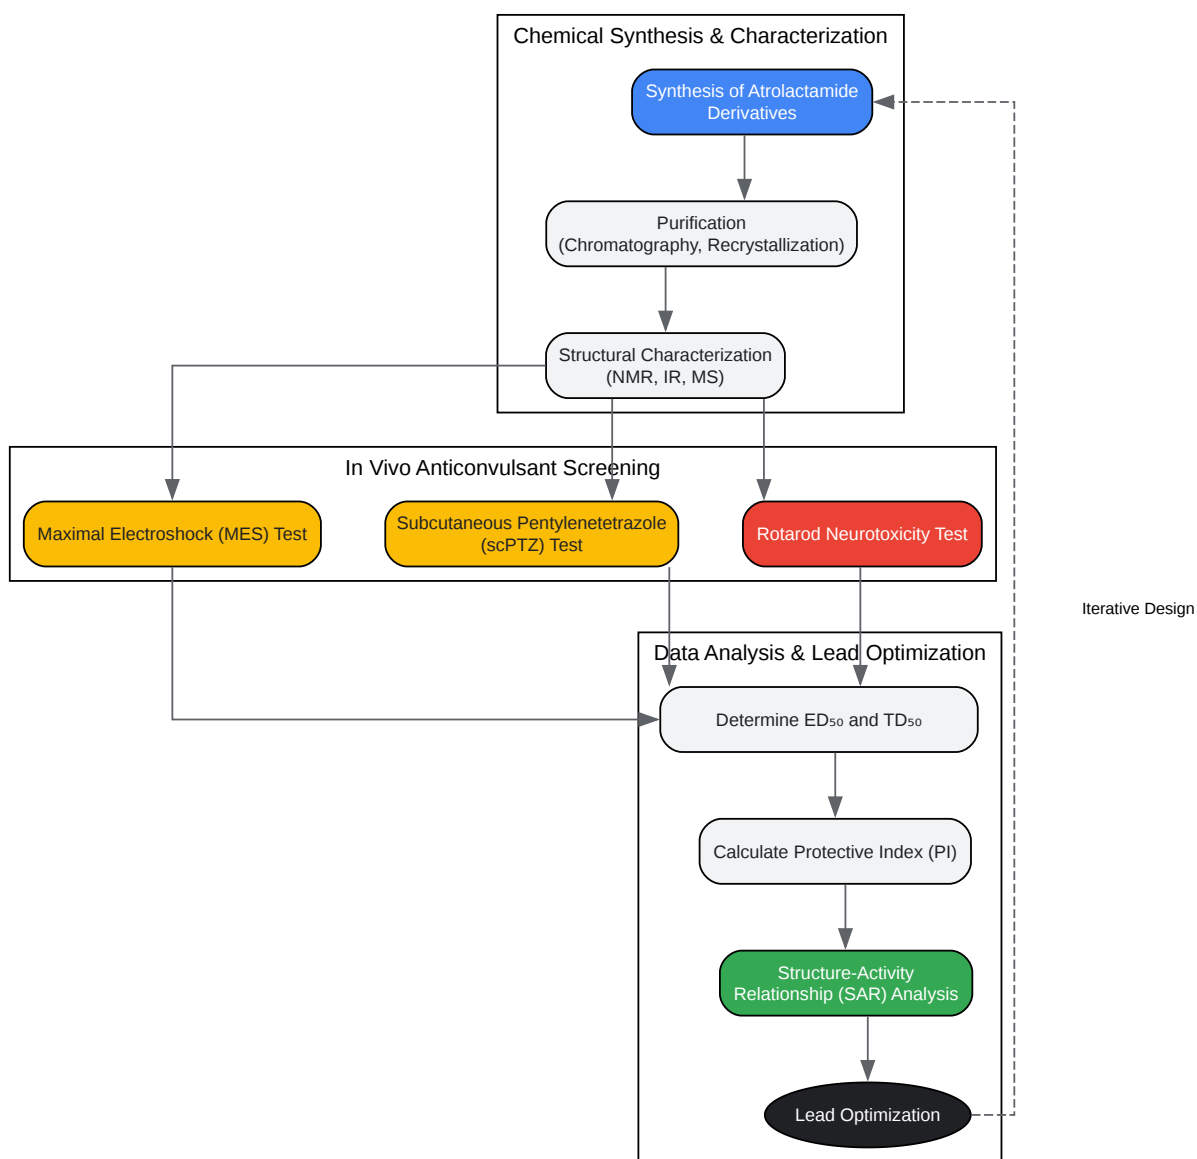 Chemical Synthesis & Characterization
Synthesis of Atrolactamide
Derivatives
Purification
(Chromatography, Recrystallization)
Structural Characterization
(NMR, IR, MS)
In Vivo Anticonvulsant Screening
Maximal Electroshock (MES) Test
Subcutaneous Pentylenetetrazole
(scPTZ) Test
Rotarod Neurotoxicity Test
Iterative Design
Data Analysis & Lead Optimization
Determine ED₅₀ and TD₅₀
Calculate Protective Index (PI)
Structure-Activity
Relationship (SAR) Analysis
Lead Optimization